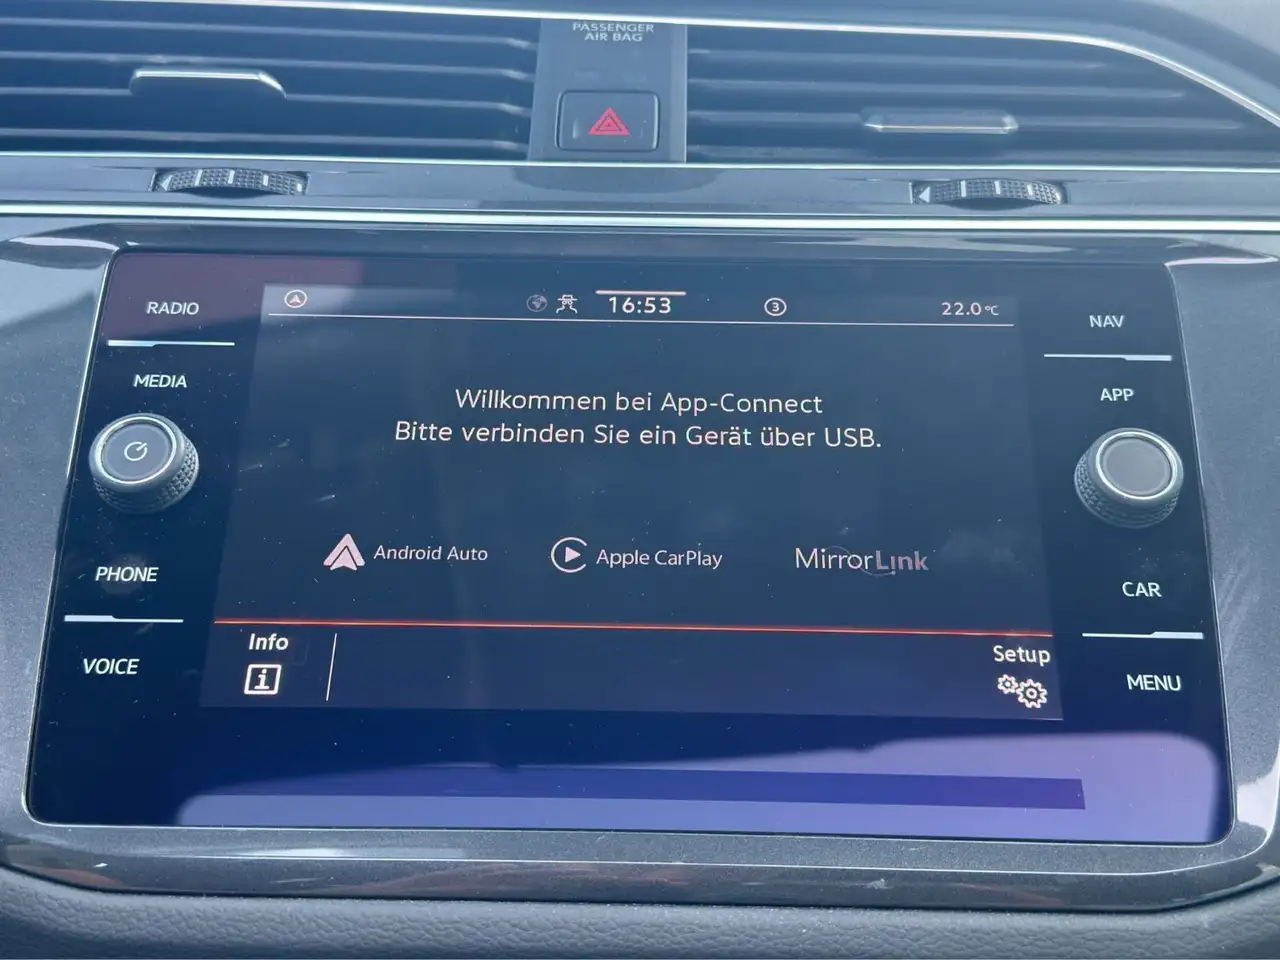 PASSENGER
AIR BAG
RADIO
MEDIA
PHONE
VOICE
16:53
3
22.0°C
Willkommen bei App-Connect
Bitte verbinden Sie ein Gerät über USB.
Android Auto
Apple CarPlay
MirrorLink
Info
i
Setup
NAV
APP
CAR
MENU